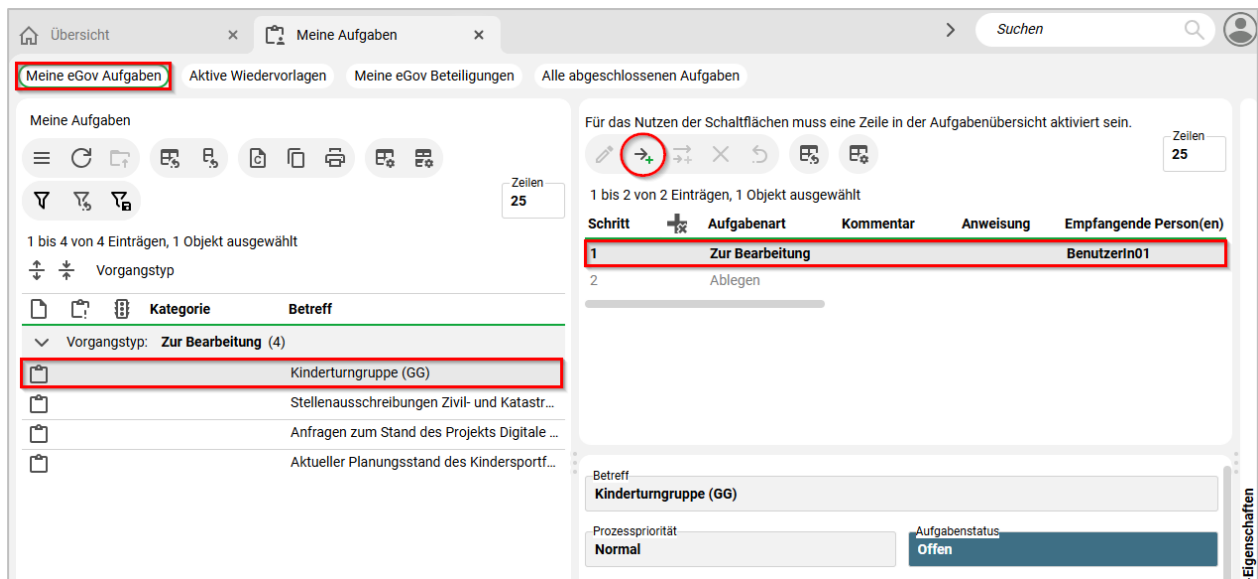 Übersicht
Meine Aufgaben
Suchen
Meine eGov Aufgaben Aktive Wiedervorlagen Meine eGov Beteiligungen Alle abgeschlossenen Aufgaben
Meine Aufgaben
Zeilen
25
1 bis 4 von 4 Einträgen, 1 Objekt ausgewählt
Vorgangstyp
Kategorie Betreff
Vorgangstyp: Zur Bearbeitung (4)
Kinderturngruppe (GG)
Stellenausschreibungen Zivil- und Katastr...
Anfragen zum Stand des Projekts Digitale ...
Aktueller Planungsstand des Kindersportf...
Für das Nutzen der Schaltflächen muss eine Zeile in der Aufgabenübersicht aktiviert sein.
Zeilen
25
1 bis 2 von 2 Einträgen, 1 Objekt ausgewählt
Schritt Aufgabenart Kommentar Anweisung Empfangende Person(en)
1 Zur Bearbeitung BenutzerIn01
2 Ablegen
Betreff
Kinderturngruppe (GG)
Prozesspriorität
Normal
Aufgabenstatus
Offen
Eigenschaften